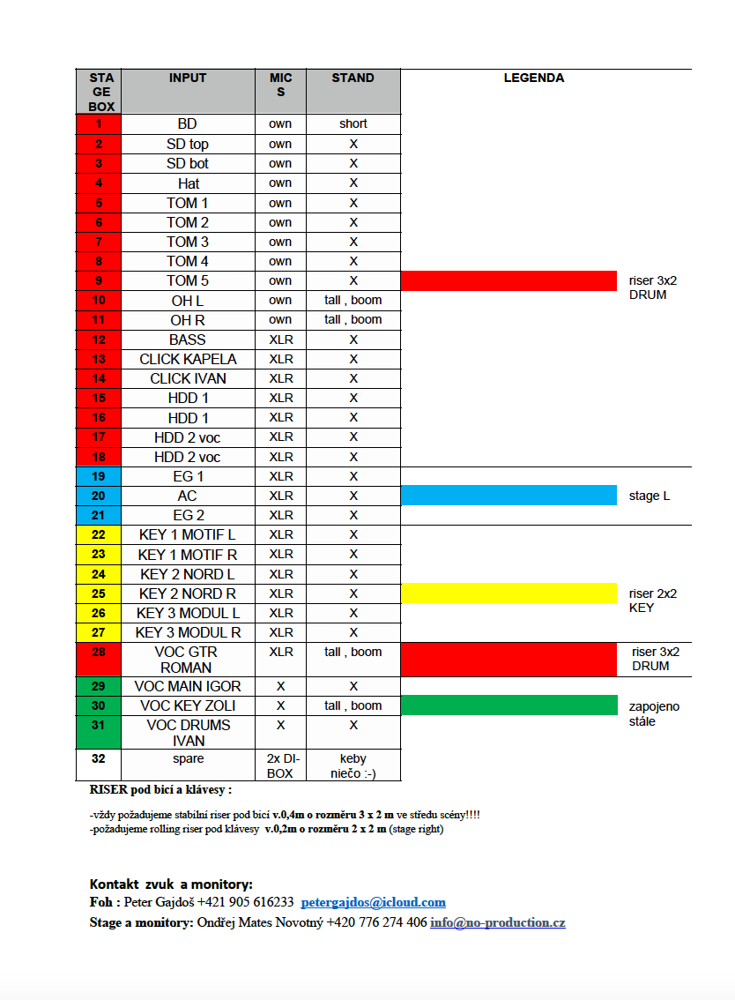 STA GE BOX INPUT MIC S STAND LEGENDA
1 BD own short
2 SD top own X
3 SD bot own X
4 Hat own X
5 TOM 1 own X
6 TOM 2 own X
7 TOM 3 own X
8 TOM 4 own X
9 TOM 5 own X riser 3x2 DRUM
10 OH L own tall , boom
11 OH R own tall , boom
12 BASS XLR X
13 CLICK KAPELA XLR X
14 CLICK IVAN XLR X
15 HDD 1 XLR X
16 HDD 1 XLR X
17 HDD 2 voc XLR X
18 HDD 2 voc XLR X
19 EG 1 XLR X
20 AC XLR X stage L
21 EG 2 XLR X
22 KEY 1 MOTIF L XLR X
23 KEY 1 MOTIF R XLR X
24 KEY 2 NORD L XLR X
25 KEY 2 NORD R XLR X riser 2x2 KEY
26 KEY 3 MODUL L XLR X
27 KEY 3 MODUL R XLR X
28 VOC GTR ROMAN XLR tall , boom riser 3x2 DRUM
29 VOC MAIN IGOR X X
30 VOC KEY ZOLI X tall , boom zapojeno stále
31 VOC DRUMS IVAN X X
32 spare 2x DI-BOX keby niečo :-)
RISER pod bicí a klávesy :
-vždy požadujeme stabilní riser pod bicí v.0,4m o rozměru 3 x 2 m ve středu scény!!!!
-požadujeme rolling riser pod klávesy v.0,2m o rozměru 2 x 2 m (stage right)
Kontakt zvuk a monitory:
Foh : Peter Gajdoš +421 905 616233 petergajdos@icloud.com
Stage a monitory: Ondřej Mates Novotný +420 776 274 406 info@no-production.cz